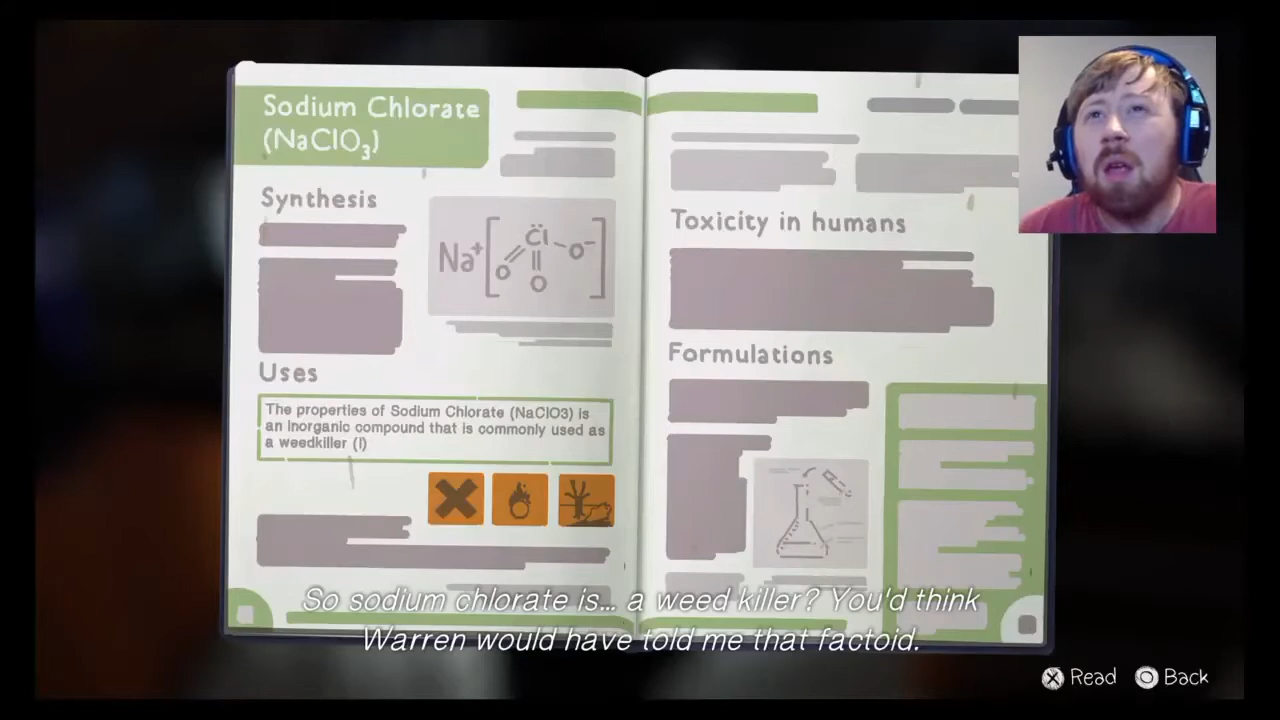 Sodium Chlorate
(NaClO₃)
Synthesis
Na⁺ [O Cl O O⁻]
Uses
The properties of Sodium Chlorate (NaClO3) is
an inorganic compound that is commonly used as
a weedkiller (I)
Toxicity in humans
Formulations
So sodium chlorate is... a weed killer? You'd think
Warren would have told me that factoid.
Read
Back